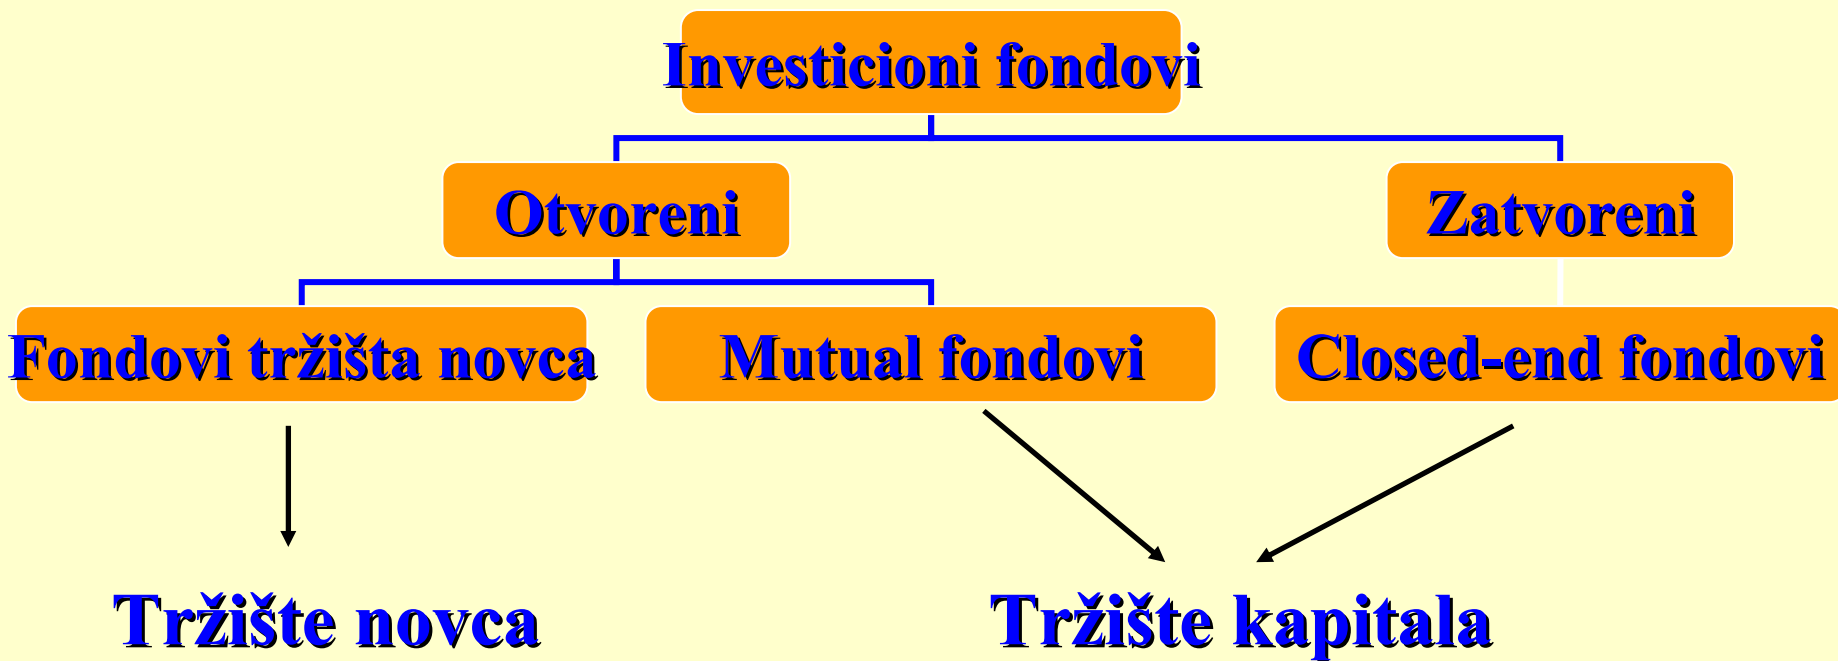 Investicioni fondovi
Otvoreni
Zatvoreni
Fondovi tržišta novca
Mutual fondovi
Closed-end fondovi
Tržište novca
Tržište kapitala